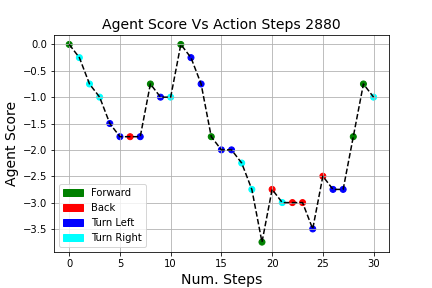 Agent Score Vs Action Steps 2880
Agent Score
0.0
−0.5
−1.0
−1.5
−2.0
−2.5
−3.0
−3.5
Forward
Back
Turn Left
Turn Right
0 5 10 15 20 25 30
Num. Steps